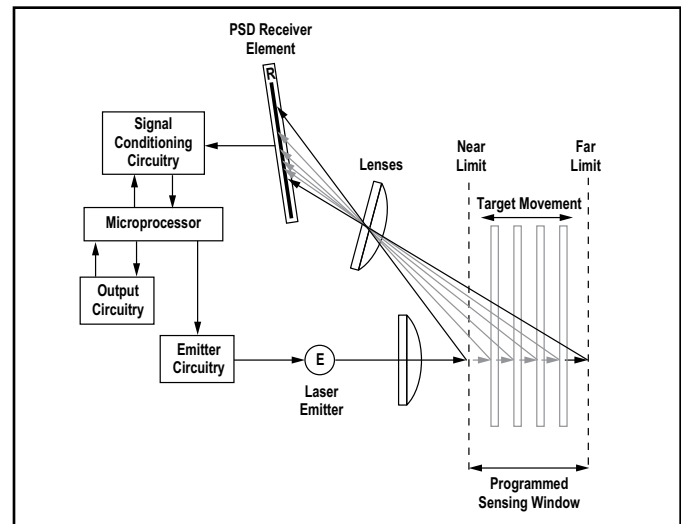 PSD Receiver
Element
R
Signal
Conditioning
Circuitry
Near
Limit
Far
Limit
Lenses
Target Movement
Microprocessor
Output
Circuitry
Emitter
Circuitry
E
Laser
Emitter
Programmed
Sensing Window